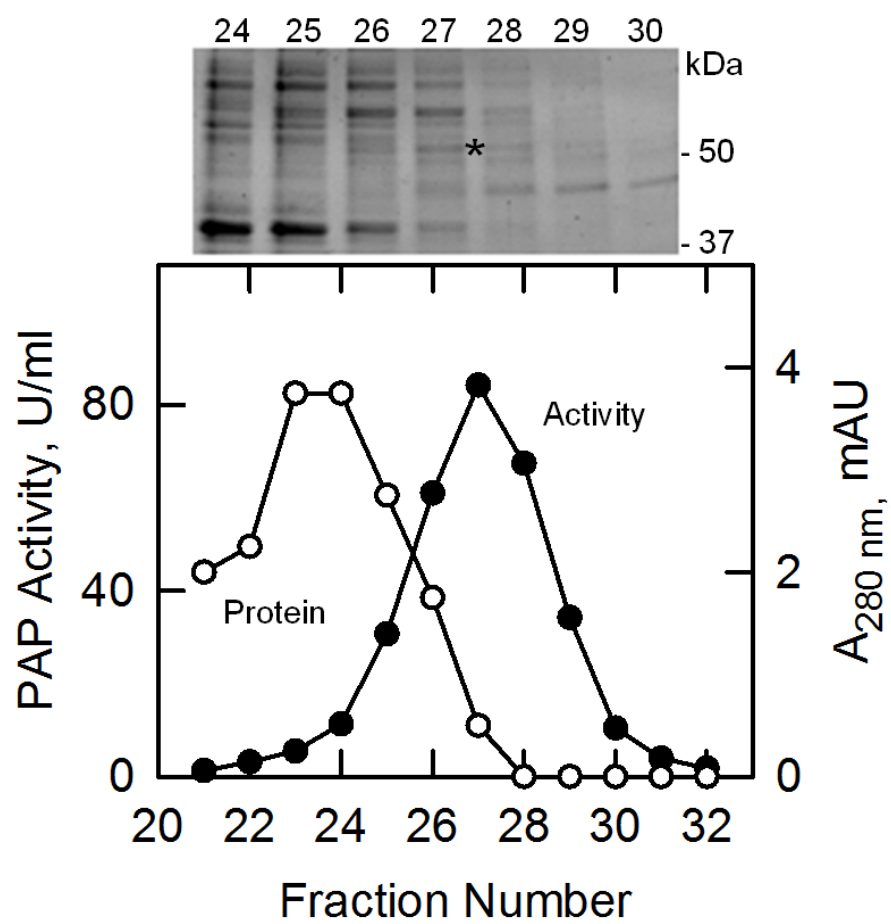 24 25 26 27 28 29 30
kDa
*
- 50
- 37
PAP Activity, U/ml
80
40
0
Activity
Protein
4
2
0
A280 nm, mAU
20 22 24 26 28 30 32
Fraction Number